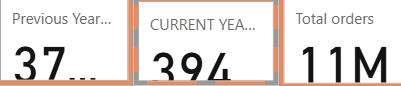 Previous Year...
CURRENT YEA...
Total orders
37...
394
11M